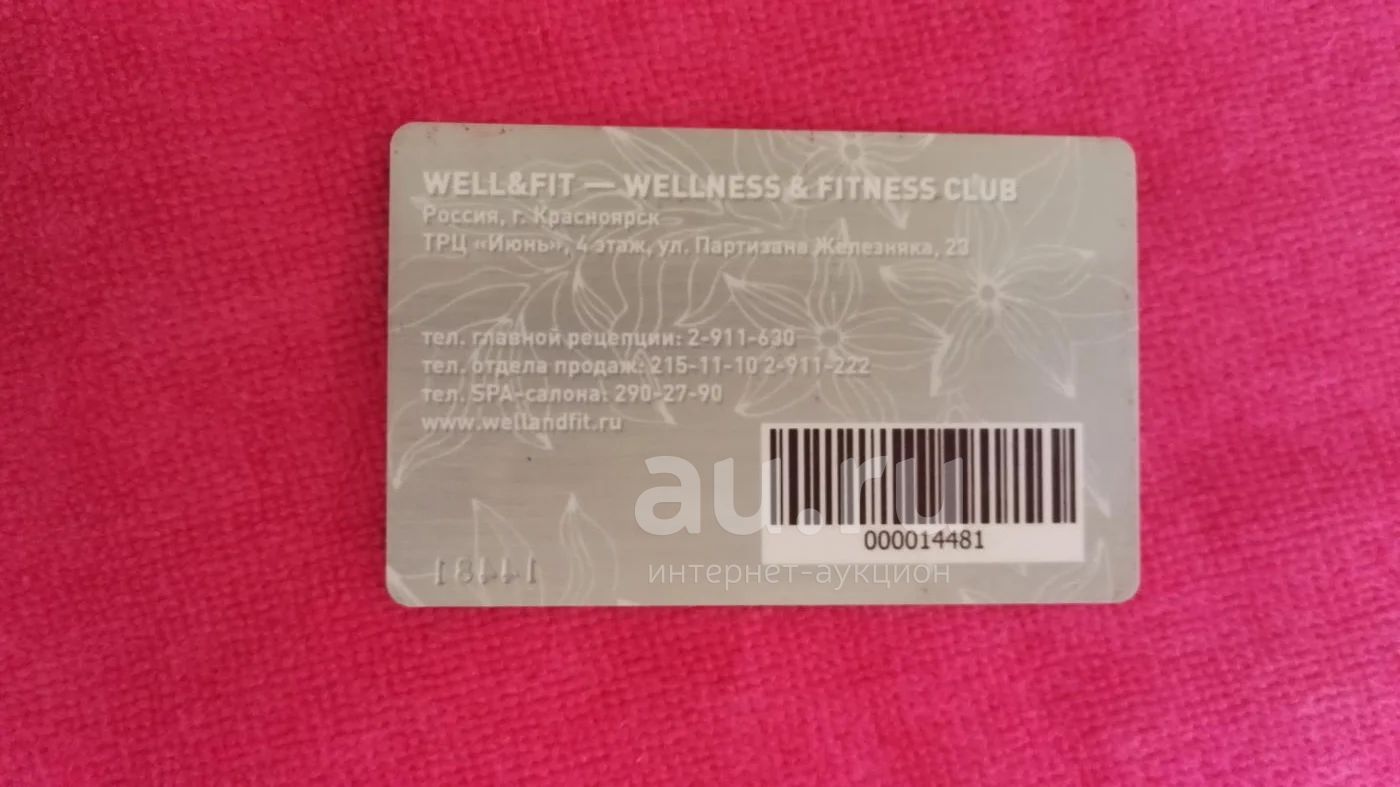 WELL&FIT — WELLNESS & FITNESS CLUB
Россия, г. Красноярск
ТРЦ «Июнь», 4 этаж, ул. Партизана Железняка, 23
тел. главной рецепции: 2-911-630
тел. отдела продаж: 215-11-10 2-911-222
тел. SPA-салона: 290-27-90
www.wellandfit.ru
au.ru
000014481
интернет-аукцион
14481